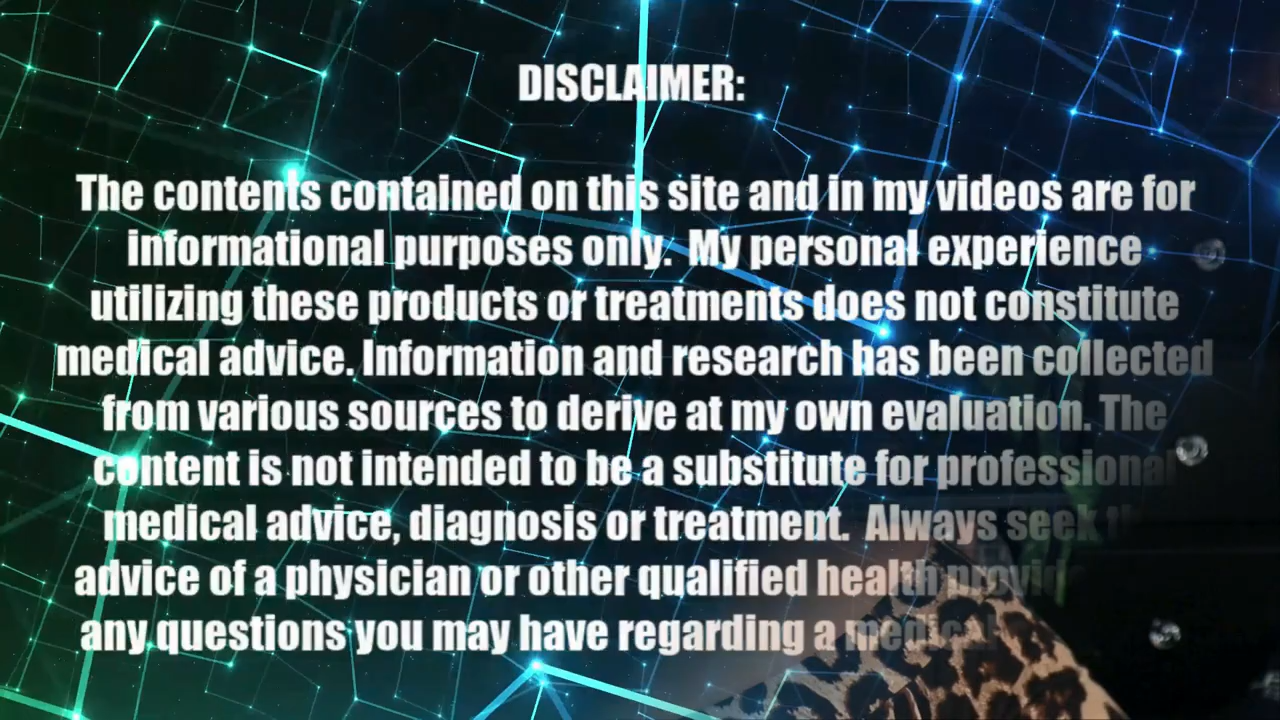 DISCLAIMER:
The contents contained on this site and in my videos are for
informational purposes only. My personal experience
utilizing these products or treatments does not constitute
medical advice. Information and research has been collected
from various sources to derive at my own evaluation. The
content is not intended to be a substitute for professional
medical advice, diagnosis or treatment. Always seek
advice of a physician or other qualified health
any questions you may have regarding a medical